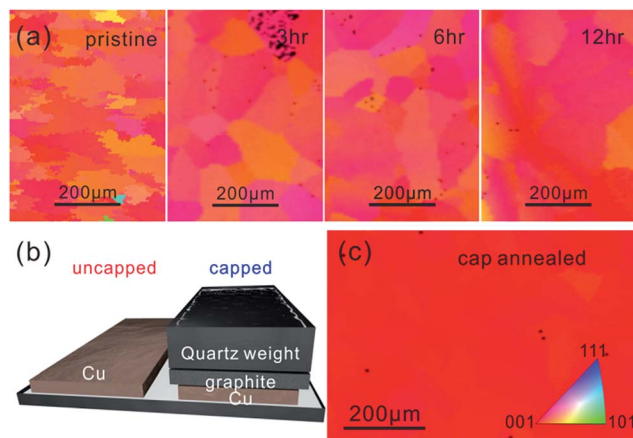 (a)
pristine
3hr
6hr
12hr
200μm
200μm
200μm
200μm
(b)
uncapped
capped
Quartz weight
graphite
Cu
Cu
(c)
cap annealed
111
001
101
200μm